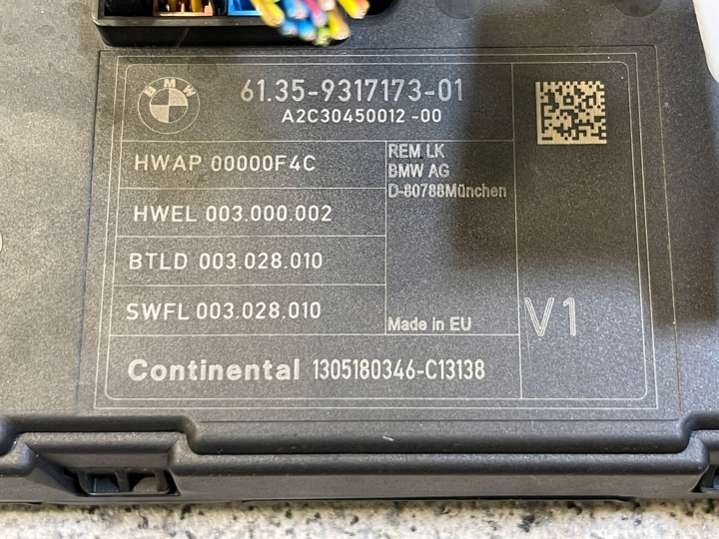 BMW
61.35-9317173-01
A2C30450012-00
HWAP 00000F4C
REM LK
BMW AG
D-80788München
HWEL 003.000.002
BTLD 003.028.010
SWFL 003.028.010
Made in EU
V1
Continental 1305180346-C13138